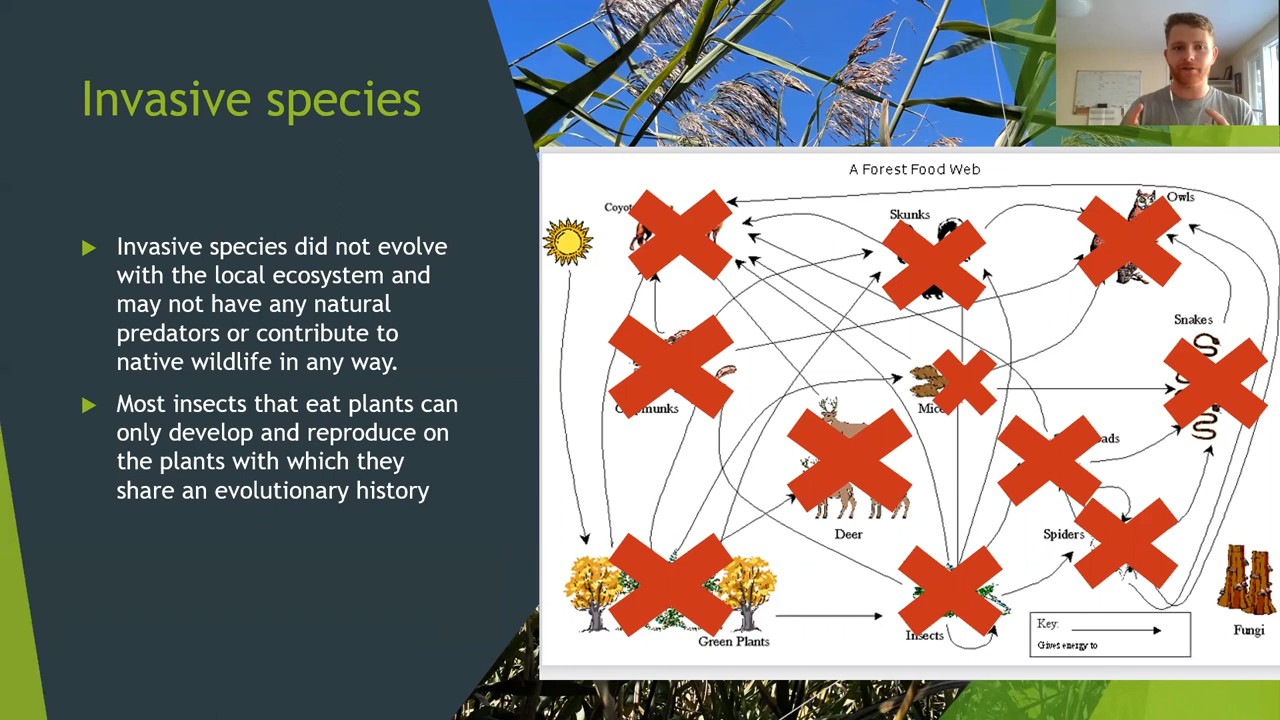 Invasive species
Invasive species did not evolve
with the local ecosystem and
may not have any natural
predators or contribute to
native wildlife in any way.
Most insects that eat plants can
only develop and reproduce on
the plants with which they
share an evolutionary history
A Forest Food Web
Owls
Skunks
Snakes
Mice
Deer
Spiders
Insects
Green Plants
Key:
Gives energy to
Fungi